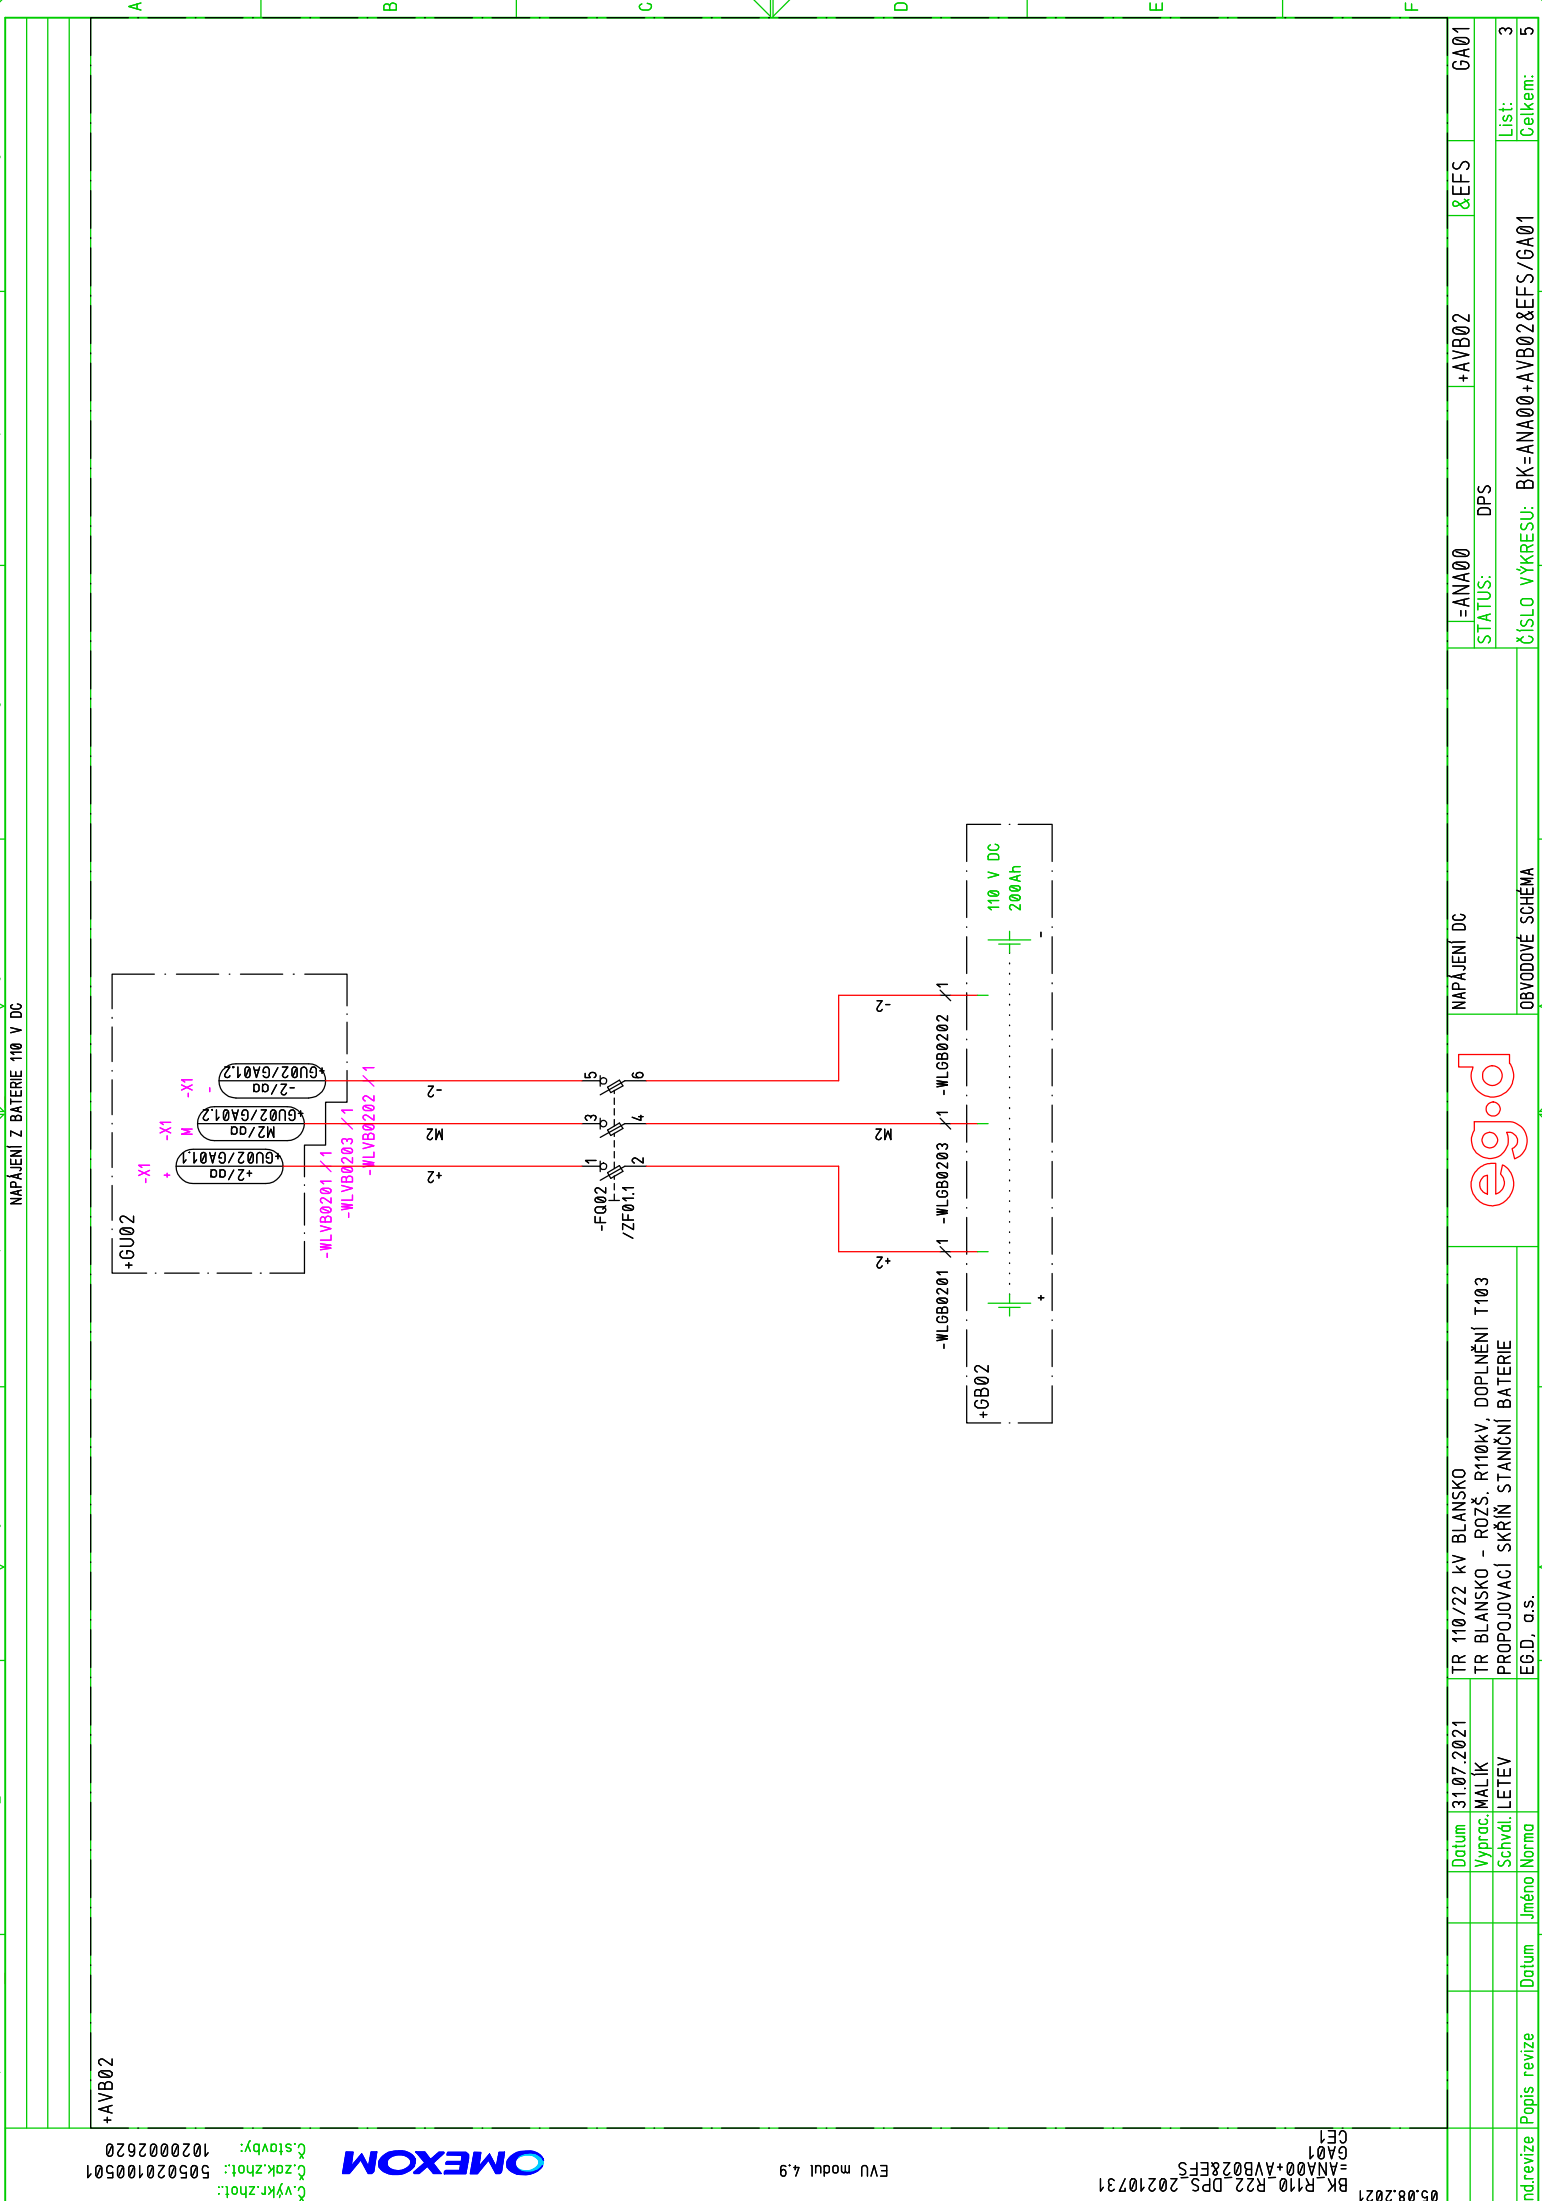 NAPÁJENÍ Z BATERIE 110 V DC
A
B
C
D
E
F
+AVB02
+GU02
-X1
+
+2/aa
+GU02/GA01.1
-X1
M
M2/aa
+GU02/GA01.2
-X1
-
-2/aa
+GU02/GA01.2
-WLVB0201 /1
-WLVB0203 /1
-WLVB0202 /1
+2
M2
-2
-FQ02
/ZF01.1
1
3
5
2
4
6
+2
M2
-2
-WLGB0201
1
-WLGB0203
1
-WLGB0202
1
+GB02
+
-
110 V DC
200Ah
Č.výkr.zhot.:
Č.zak.zhot.: 505020100501
Č.stavby: 1020002620
OMEXOM
EVU modul 4.9
05.08.2021
BK_R110_R22_DPS_20210731
=ANA00+AVB02&EFS
GA01
CE1
nd.revize
Popis revize
Datum
Jméno
Norma
Datum 31.07.2021
Vyprac. MALÍK
Schvál. LETEV
TR 110/22 kV BLANSKO
TR BLANSKO - ROZŠ. R110kV, DOPLNĚNÍ T103
PROPOJOVACÍ SKŘÍŇ STANIČNÍ BATERIE
EG.D, a.s.
eg.d
NAPÁJENÍ DC
OBVODOVÉ SCHÉMA
=ANA00
+AVB02
&EFS
GA01
STATUS: DPS
ČÍSLO VÝKRESU: BK=ANA00+AVB02&EFS/GA01
List: 3
Celkem: 5